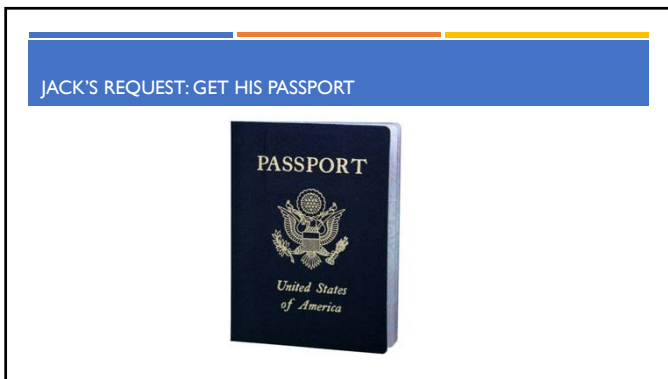 JACK'S REQUEST: GET HIS PASSPORT
PASSPORT
United States
of America